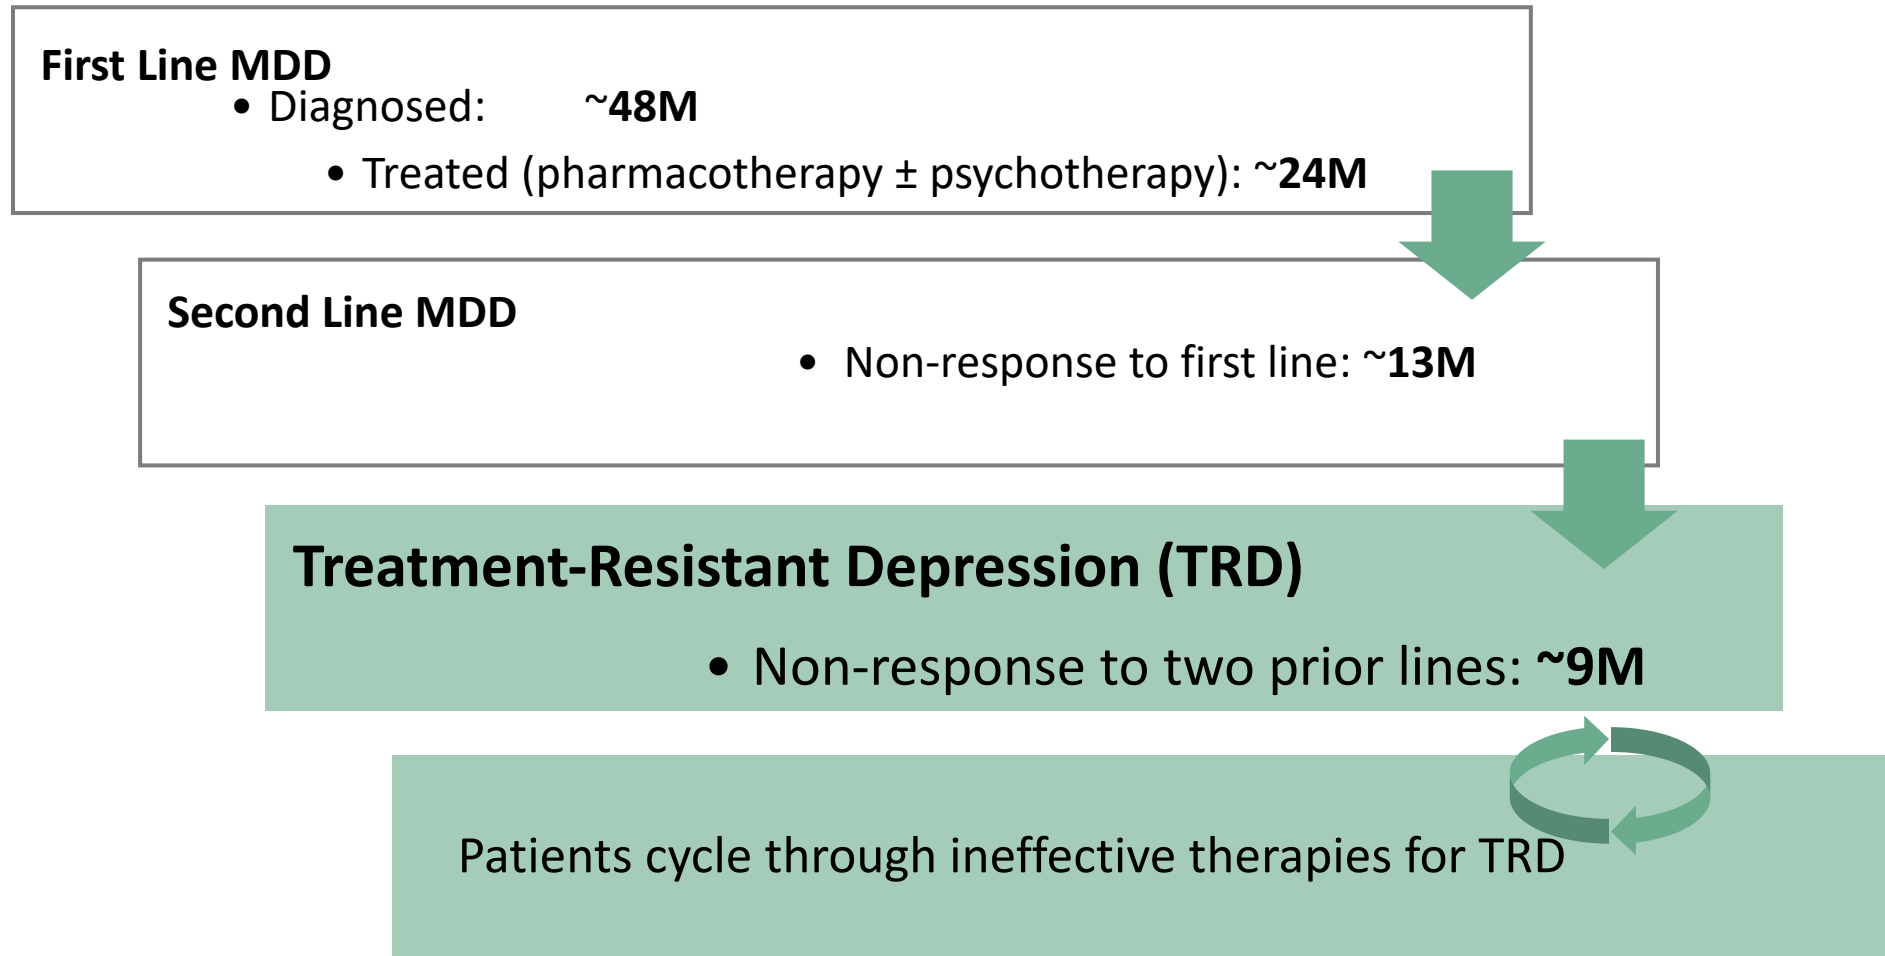 First Line MDD
• Diagnosed: ~48M
• Treated (pharmacotherapy ± psychotherapy): ~24M
Second Line MDD
• Non-response to first line: ~13M
Treatment-Resistant Depression (TRD)
• Non-response to two prior lines: ~9M
Patients cycle through ineffective therapies for TRD